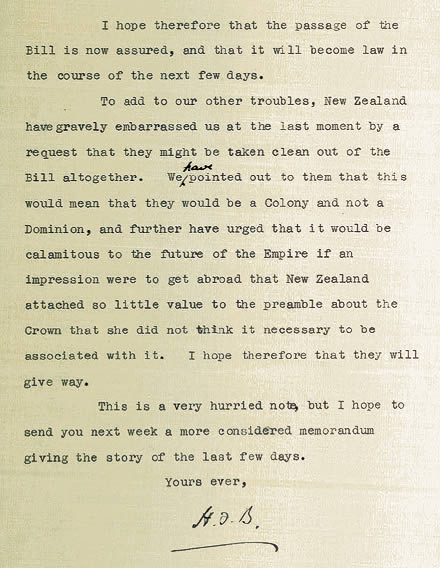 I hope therefore that the passage of the
Bill is now assured, and that it will become law in
the course of the next few days.
To add to our other troubles, New Zealand
have gravely embarrassed us at the last moment by a
request that they might be taken clean out of the
Bill altogether. We have pointed out to them that this
would mean that they would be a Colony and not a
Dominion, and further have urged that it would be
calamitous to the future of the Empire if an
impression were to get abroad that New Zealand
attached so little value to the preamble about the
Crown that she did not think it necessary to be
associated with it. I hope therefore that they will
give way.
This is a very hurried note, but I hope to
send you next week a more considered memorandum
giving the story of the last few days.
Yours ever,
H.J.B.